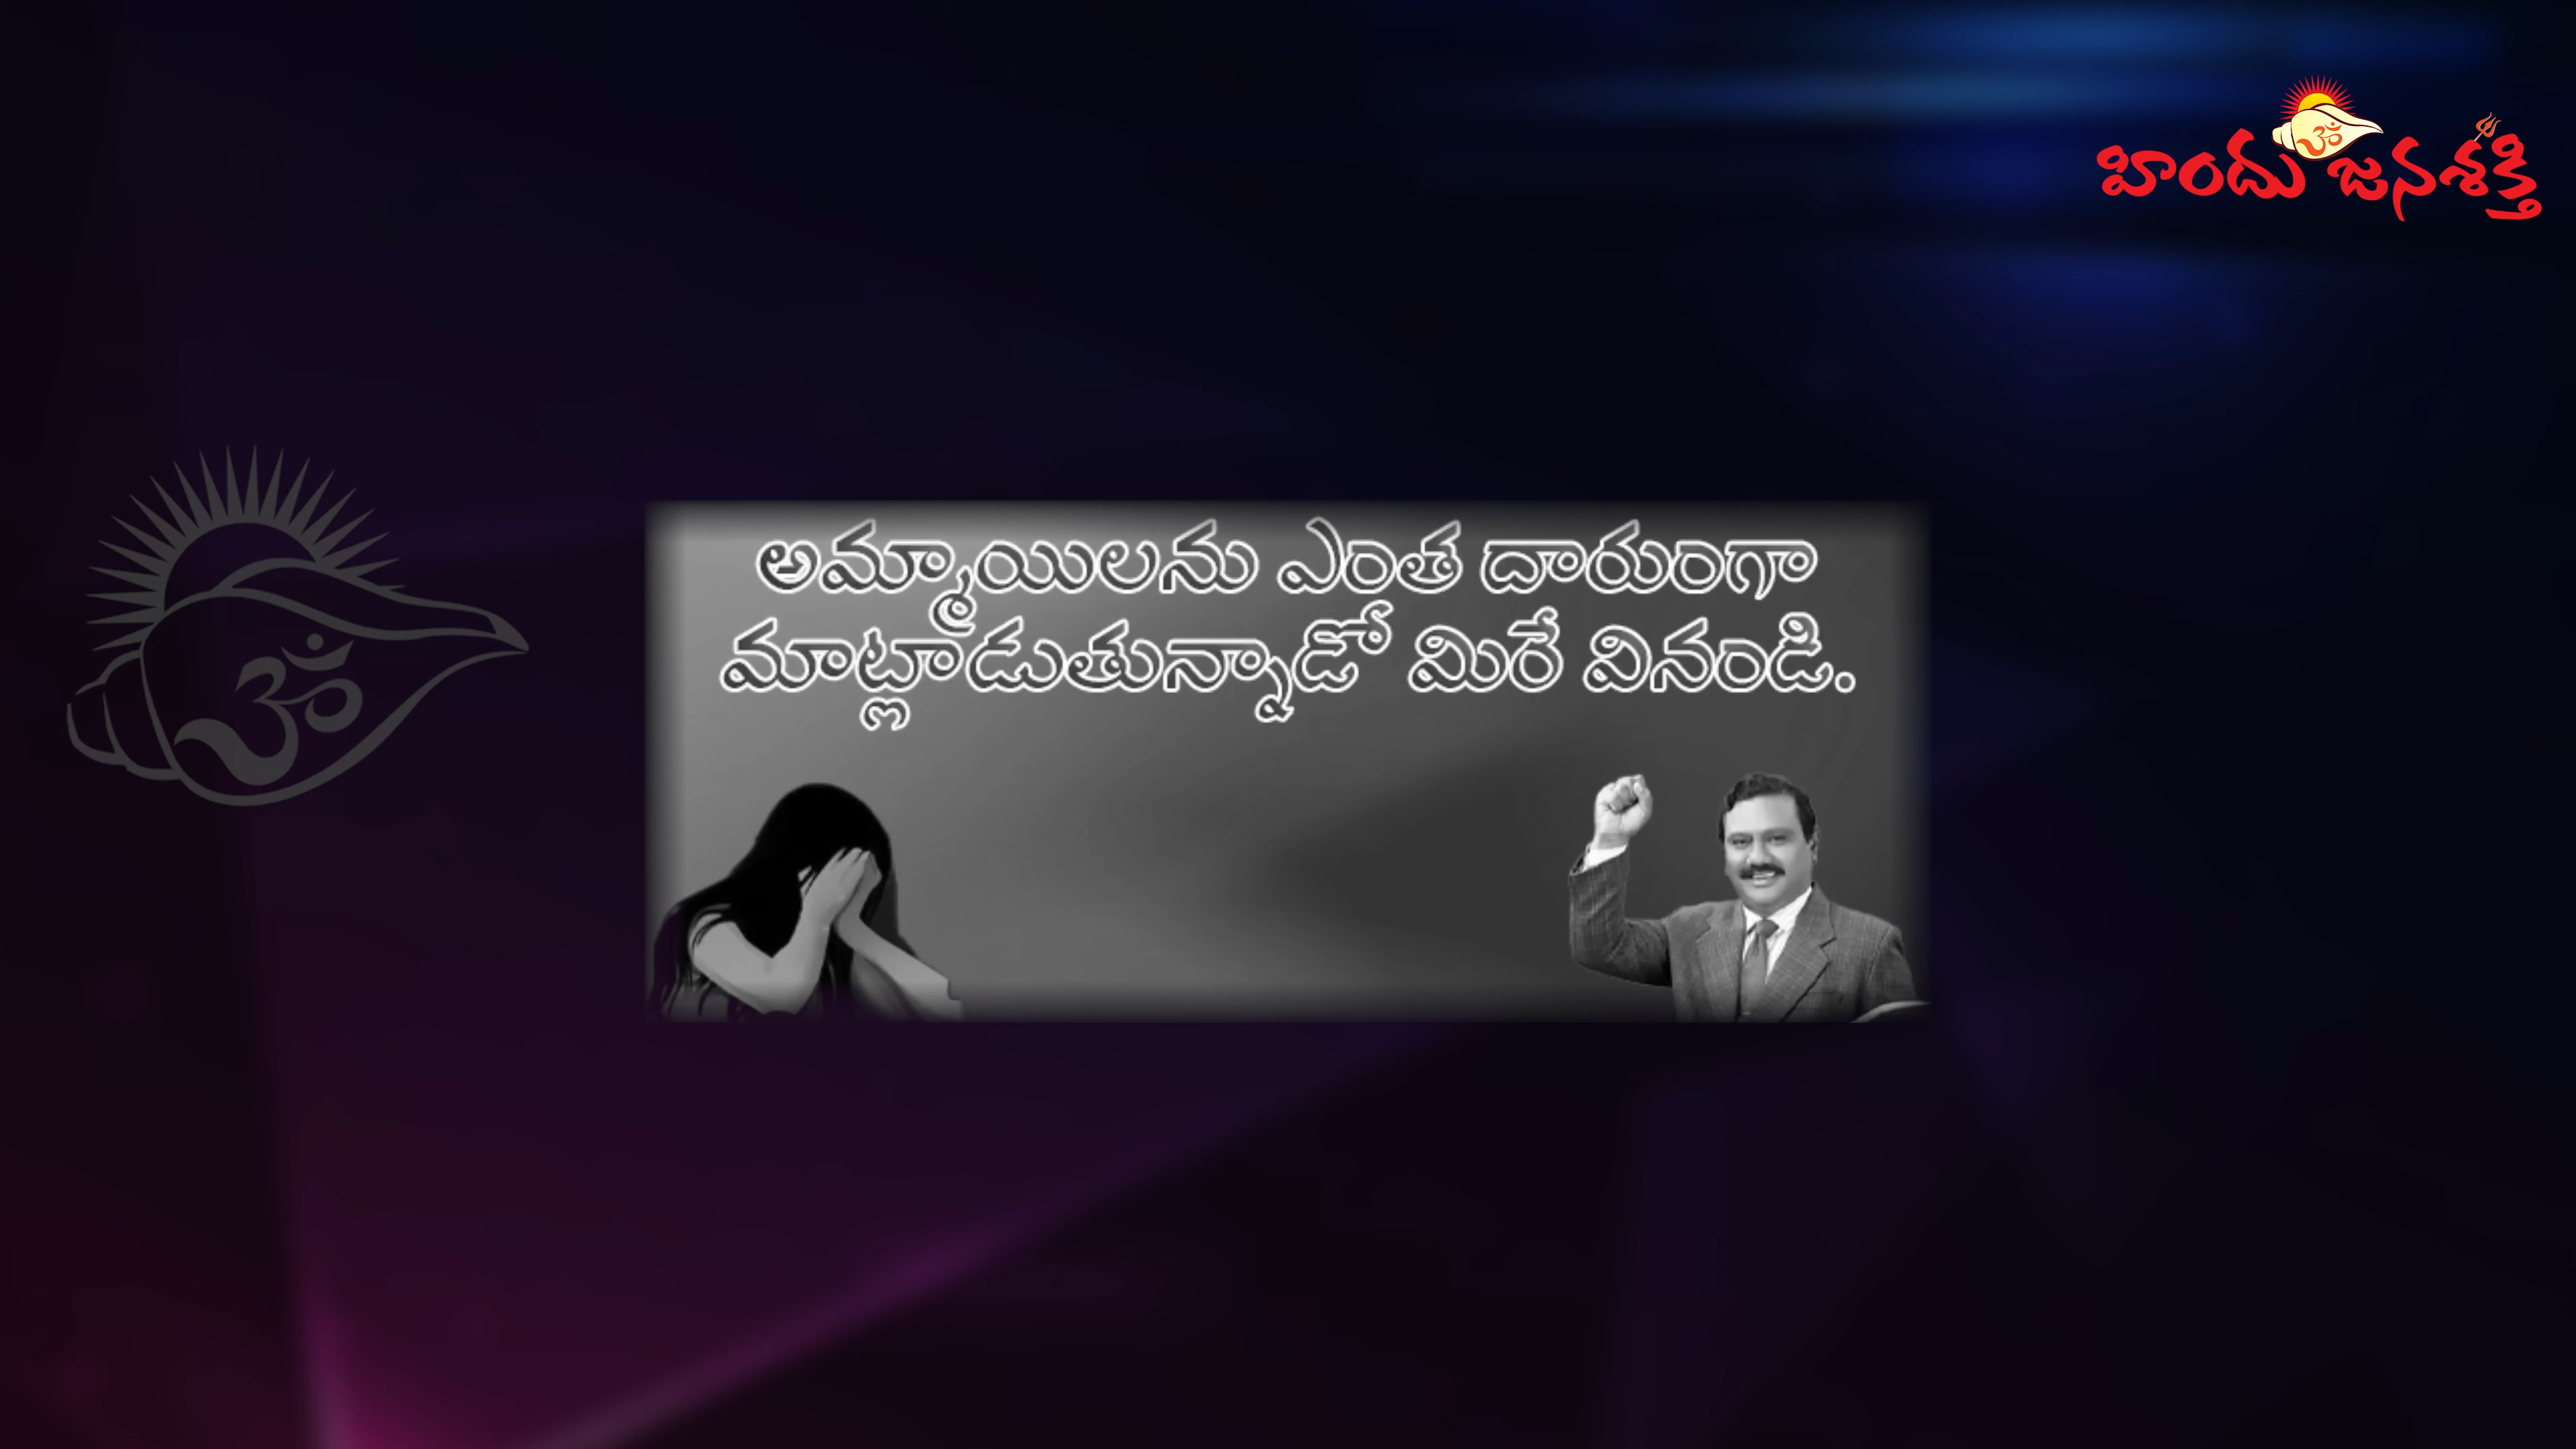 హిందు జనశక్తి
అమ్మాయిలను ఎంత దారుంగా
మాట్లాడుతున్నాడో మిరే వినండి.